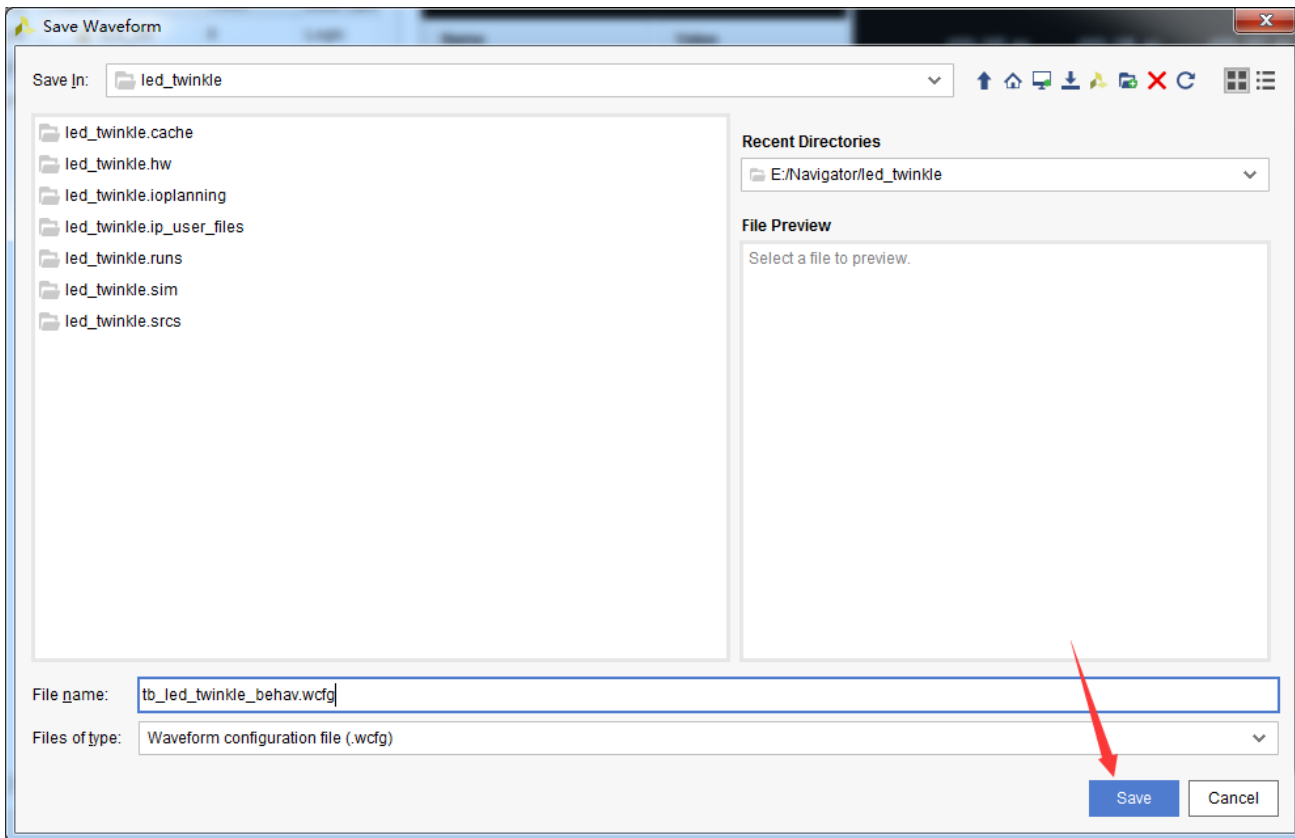 Save Waveform
Save In: led_twinkle
led_twinkle.cache
led_twinkle.hw
led_twinkle.ioplanning
led_twinkle.ip_user_files
led_twinkle.runs
led_twinkle.sim
led_twinkle.srcs
Recent Directories
E:/Navigator/led_twinkle
File Preview
Select a file to preview.
File name: tb_led_twinkle_behav.wcfg
Files of type: Waveform configuration file (.wcfg)
Save Cancel